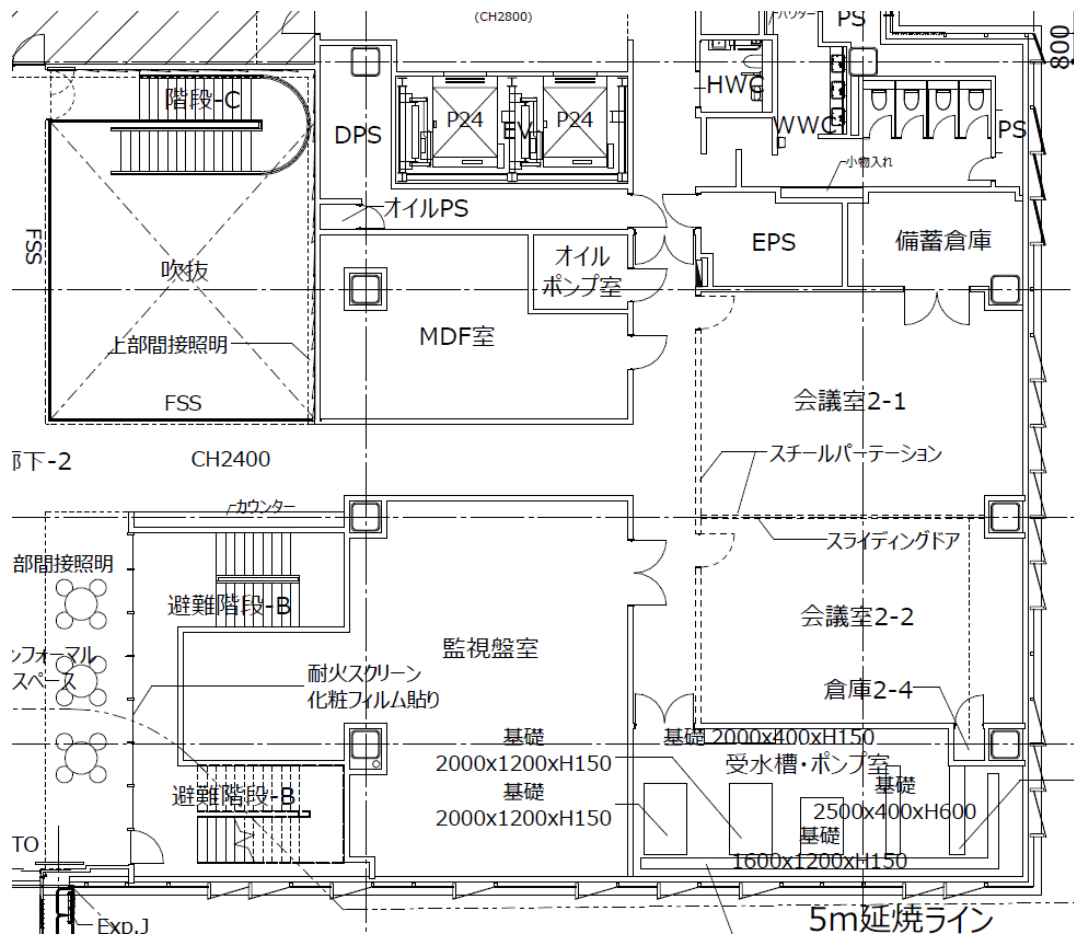 (CH2800)
パウダー
PS
800
階段-C
HWC
DPS
P24
EV
P24
WWC
PS
小物入れ
オイルPS
FSS
吹抜
オイル
ポンプ室
EPS
備蓄倉庫
MDF室
上部間接照明
FSS
会議室2-1
部下-2
CH2400
スチールパーテーション
カウンター
スライディングドア
部間接照明
避難階段-B
会議室2-2
監視盤室
ンフォーマル
スペース
耐火スクリーン
化粧フィルム貼り
倉庫2-4
基礎
2000x1200xH150
基礎 2000x400xH150
受水槽・ポンプ室
基礎
2000x1200xH150
基礎
2500x400xH600
避難階段-B
基礎
1600x1200xH150
TO
Exp.J
5m延焼ライン